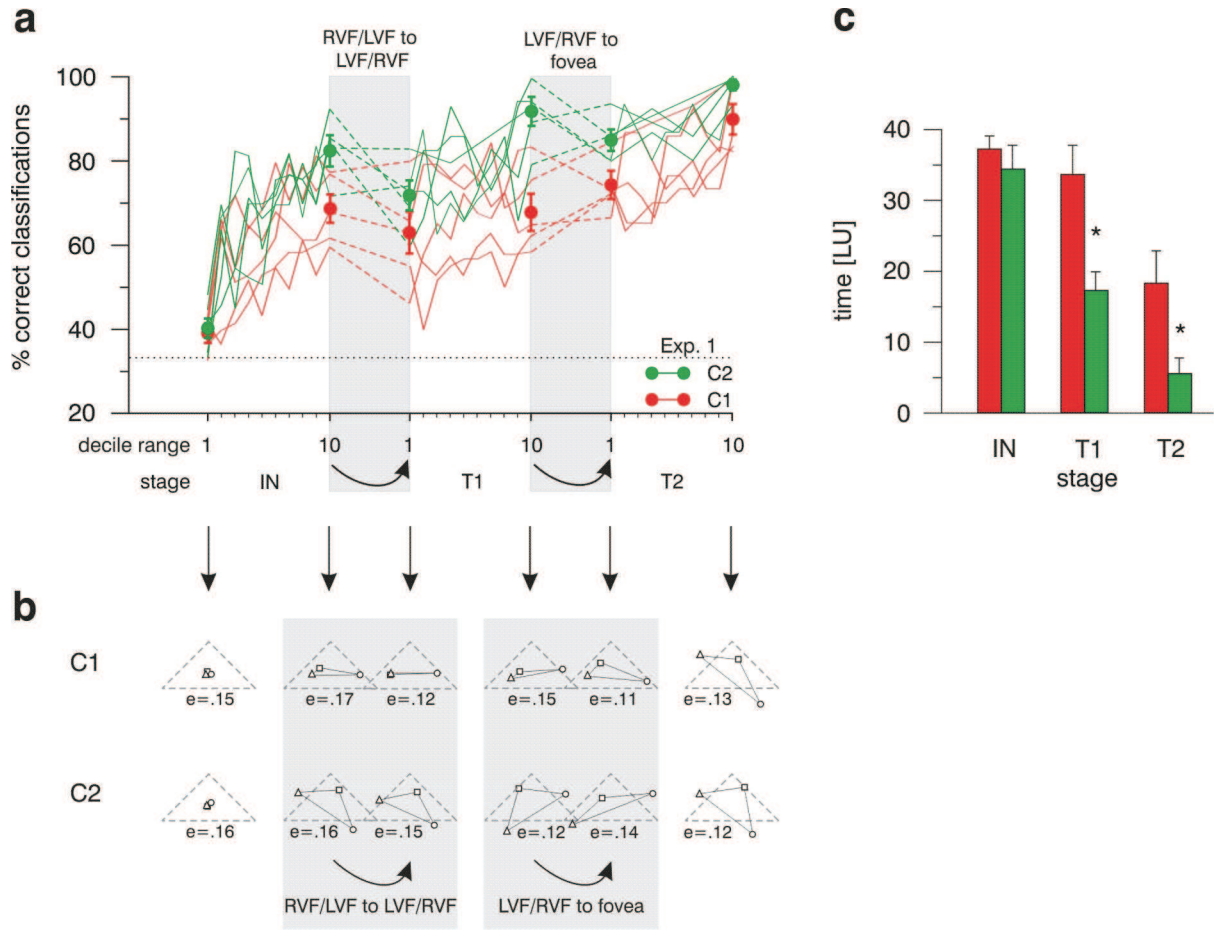 a
RVF/LVF to
LVF/RVF
LVF/RVF to
fovea
100
80
60
40
20
% correct classifications
Exp. 1
C2
C1
decile range
1
10
1
10
1
10
stage
IN
T1
T2
c
40
30
20
10
0
time [LU]
*
*
IN
T1
T2
stage
b
C1
e=.15
e=.17
e=.12
e=.15
e=.11
e=.13
C2
e=.16
e=.16
e=.15
e=.12
e=.14
e=.12
RVF/LVF to LVF/RVF
LVF/RVF to fovea